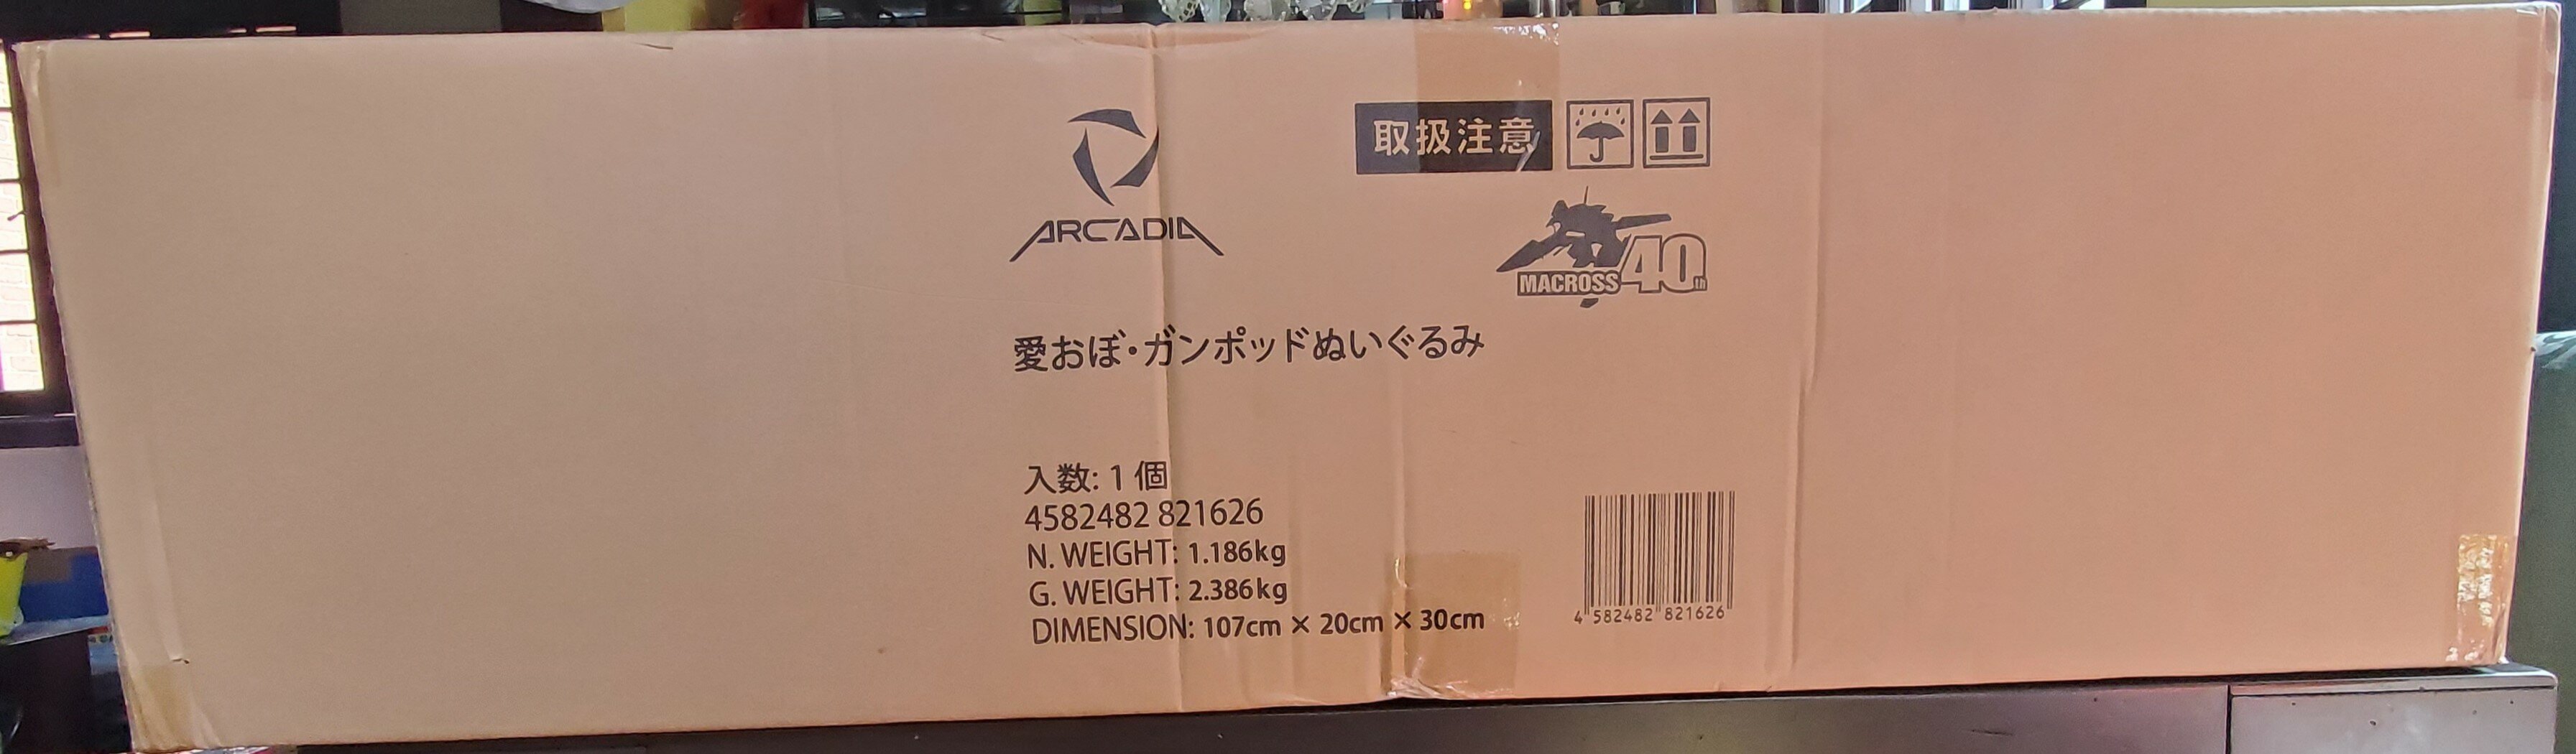 ARCADIA
取扱注意
MACROSS 40th
愛おぼ・ガンポッドぬいぐるみ
入数: 1 個
4582482 821626
N. WEIGHT: 1.186kg
G. WEIGHT: 2.386kg
DIMENSION: 107cm × 20cm × 30cm
4 582482 821626